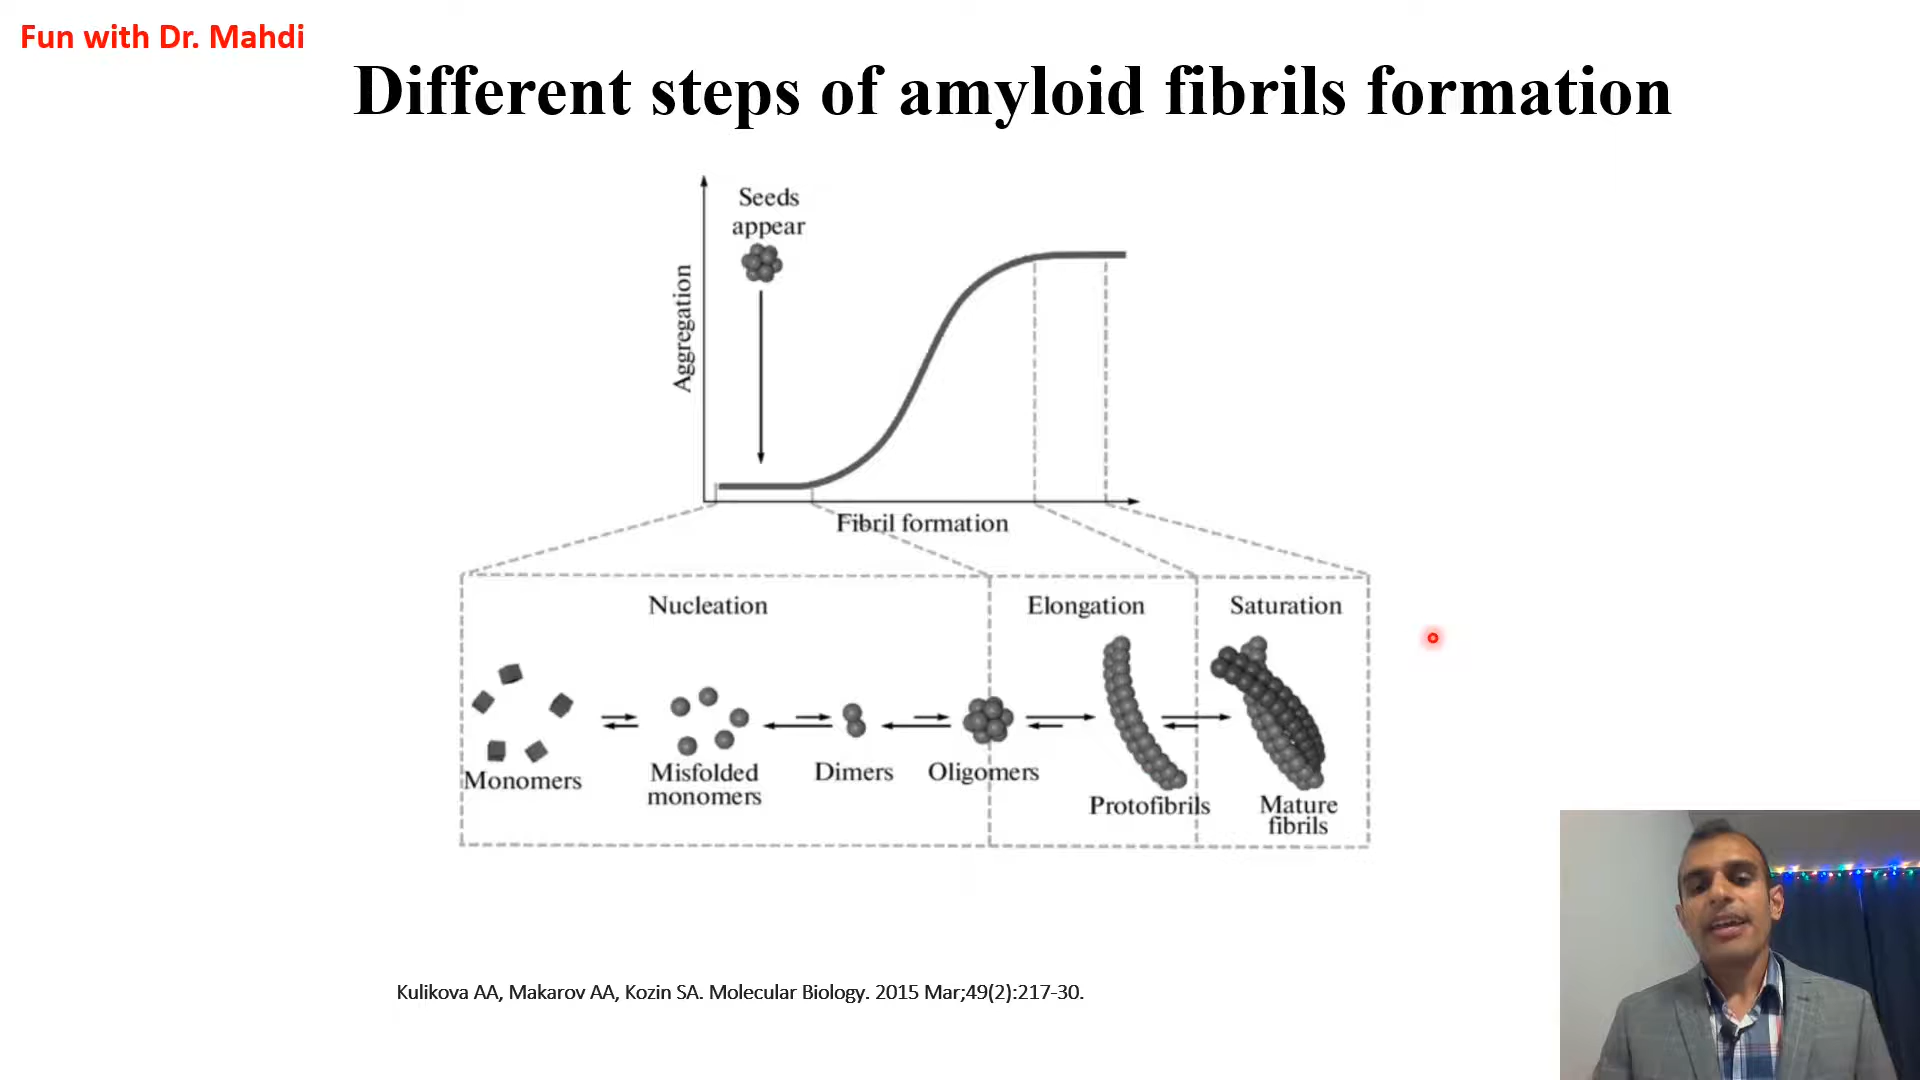 Fun with Dr. Mahdi
Different steps of amyloid fibrils formation
Seeds
appear
Aggregation
Fibril formation
Nucleation
Elongation
Saturation
Monomers
Misfolded
monomers
Dimers
Oligomers
Protofibrils
Mature
fibrils
Kulikova AA, Makarov AA, Kozin SA. Molecular Biology. 2015 Mar;49(2):217-30.